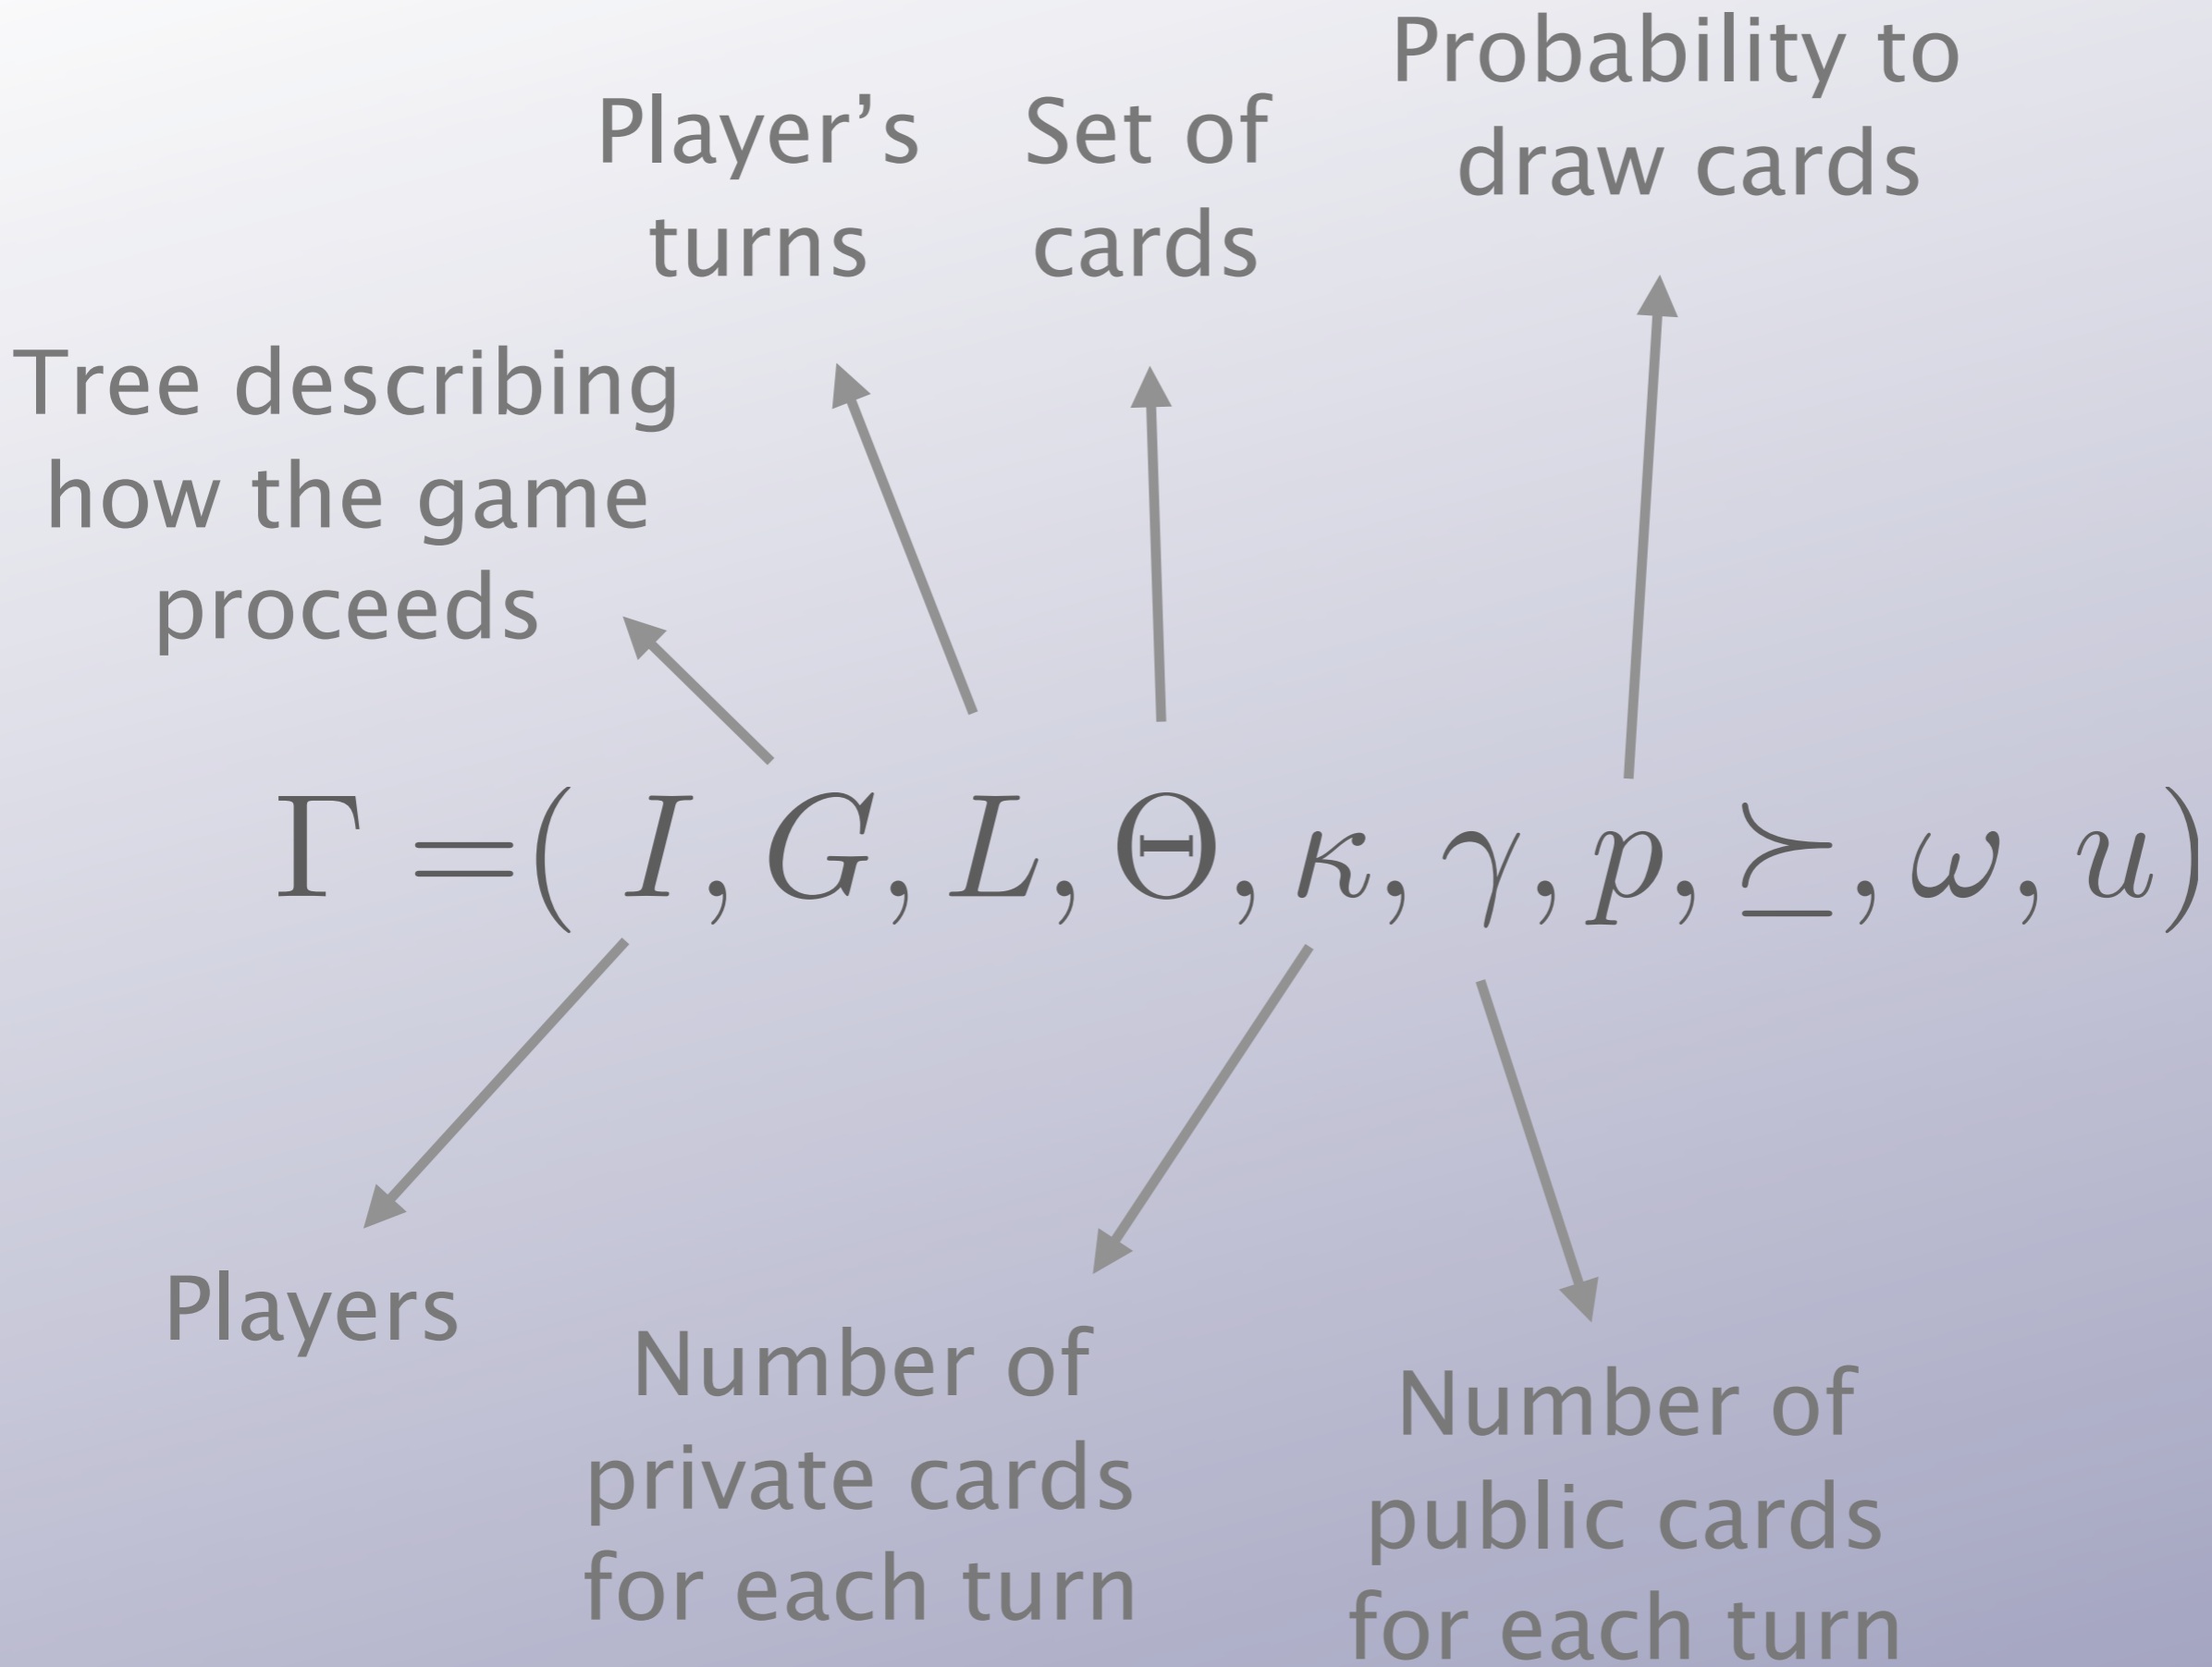 Probability to
draw cards
Player’s
turns
Set of
cards
Tree describing
how the game
proceeds
Γ =( I, G, L, Θ, κ, γ, p, ⪰, ω, u)
Players
Number of
private cards
for each turn
Number of
public cards
for each turn